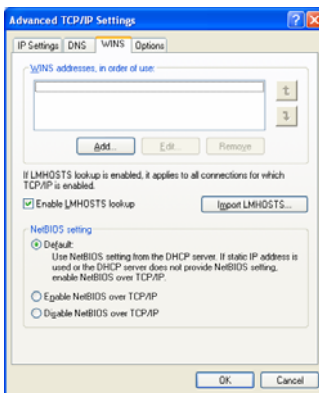 Advanced TCP/IP Settings
IP Settings DNS WINS Options
WINS addresses, in order of use:
Add... Edit... Remove
If LMHOSTS lookup is enabled, it applies to all connections for which
TCP/IP is enabled.
Enable LMHOSTS lookup Import LMHOSTS...
NetBIOS setting
Default:
Use NetBIOS setting from the DHCP server. If static IP address is
used or the DHCP server does not provide NetBIOS setting,
enable NetBIOS over TCP/IP.
Enable NetBIOS over TCP/IP
Disable NetBIOS over TCP/IP
OK Cancel